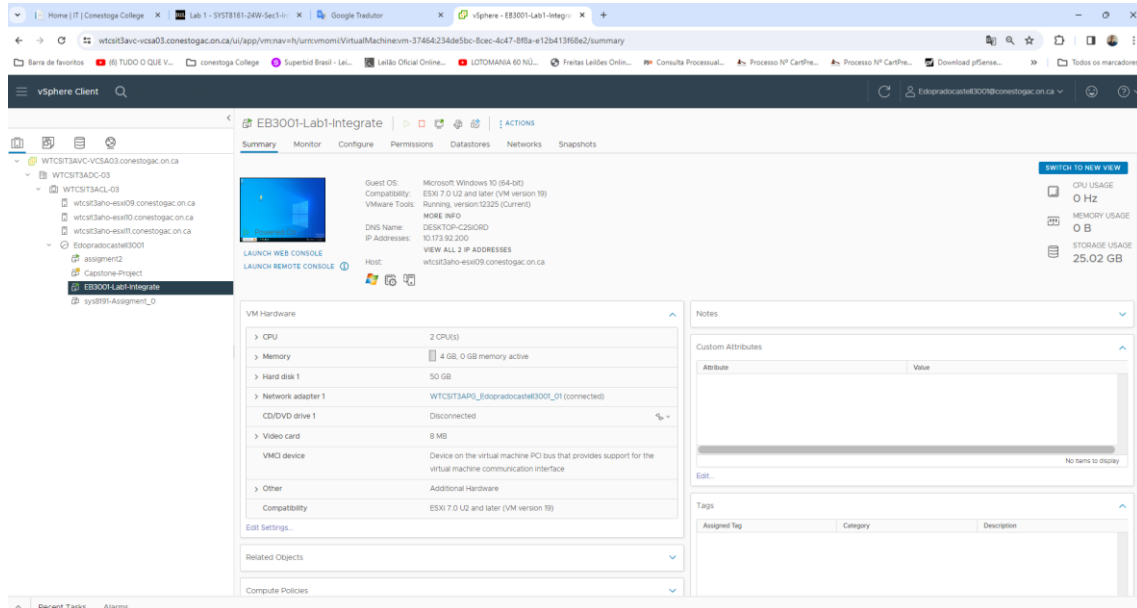 Home | IT | Conestoga College
Lab 1 - SYST8161-24W-Sec1-In
Google Tradutor
vSphere - EB3001-Lab1-Integra
wtcsit3avc-vcsa03.conestogac.on.ca/ui/app/vm;nav=h/urn:vmomi:VirtualMachine:vm-37464:234de5bc-8cec-4c47-8f8a-e12b413f68e2/summary
Barra de favoritos
(6) TUDO O QUE V...
conestoga College
Superbid Brasil - Lei...
Leilão Oficial Online...
LOTOMANIA 60 NÚ...
Freitas Leilões Onlin...
Consulta Processual...
Processo Nº CartPre...
Processo Nº CartPre...
Download pfSense...
Todos os marcadores
vSphere Client
Edopradocastell3001@conestogac.on.ca
WTCSIT3AVC-VCSA03.conestogac.on.ca
WTCSIT3ADC-03
WTCSIT3ACL-03
wtcsit3aho-esxi09.conestogac.on.ca
wtcsit3aho-esxi10.conestogac.on.ca
wtcsit3aho-esxi11.conestogac.on.ca
Edopradocastell3001
assigment2
Capstone-Project
EB3001-Lab1-Integrate
sys8191-Assigment_0
EB3001-Lab1-Integrate
ACTIONS
Summary Monitor Configure Permissions Datastores Networks Snapshots
LAUNCH WEB CONSOLE
LAUNCH REMOTE CONSOLE
Guest OS: Microsoft Windows 10 (64-bit)
Compatibility: ESXi 7.0 U2 and later (VM version 19)
VMware Tools: Running, version:12325 (Current)
MORE INFO
DNS Name: DESKTOP-C2SIORD
IP Addresses: 10.173.92.200
VIEW ALL 2 IP ADDRESSES
Host: wtcsit3aho-esxi09.conestogac.on.ca
SWITCH TO NEW VIEW
CPU USAGE
0 Hz
MEMORY USAGE
0 B
STORAGE USAGE
25.02 GB
VM Hardware
CPU 2 CPU(s)
Memory 4 GB, 0 GB memory active
Hard disk 1 50 GB
Network adapter 1 WTCSIT3APG_Edopradocastell3001_01 (connected)
CD/DVD drive 1 Disconnected
Video card 8 MB
VMCI device Device on the virtual machine PCI bus that provides support for the
virtual machine communication interface
Other Additional Hardware
Compatibility ESXi 7.0 U2 and later (VM version 19)
Edit Settings...
Related Objects
Compute Policies
Notes
Custom Attributes
Attribute Value
No items to display
Edit...
Tags
Assigned Tag Category Description
Recent Tasks Alarms